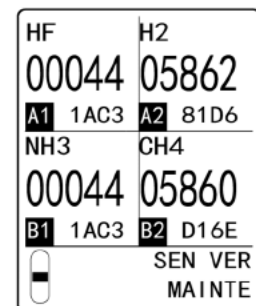 HF H2
00044 05862
A1 1AC3 A2 81D6
NH3 CH4
00044 05860
B1 1AC3 B2 D16E
SEN VER
MAINTE